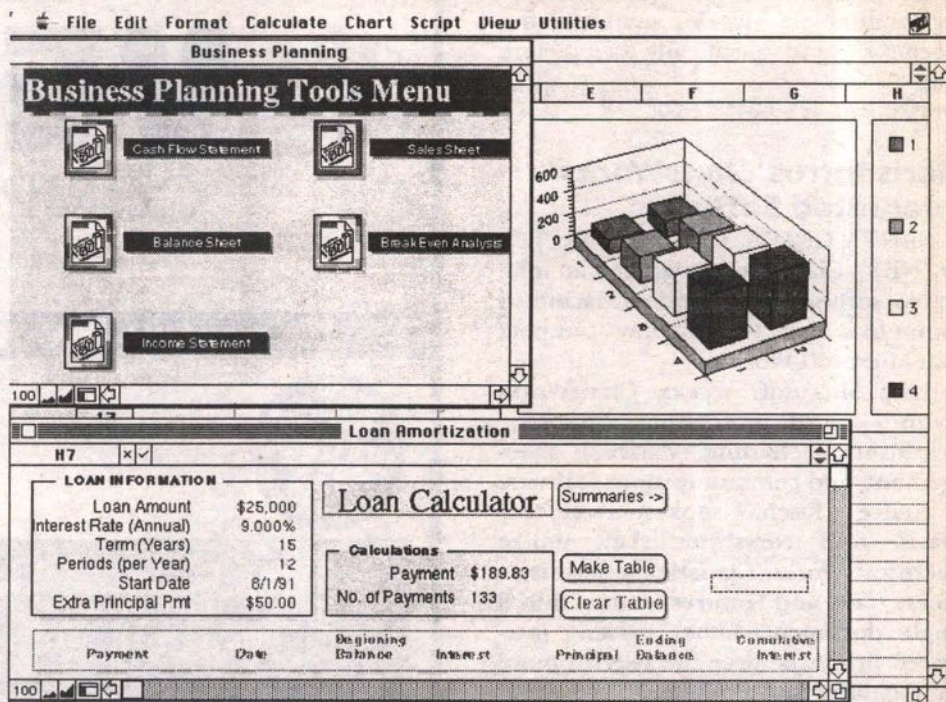 File Edit Format Calculate Chart Script View Utilities
Business Planning
Business Planning Tools Menu
Cash Flow Statement
Sales Sheet
Balance Sheet
Break Even Analysis
Income Statement
100
E F G H
600
400
200
0
2
4
1
2
3
4
Loan Amortization
H7
LOAN INFORMATION
Loan Amount $25,000
Interest Rate (Annual) 9.000%
Term (Years) 15
Periods (per Year) 12
Start Date 6/1/91
Extra Principal Pmt $50.00
Loan Calculator
Summaries ->
Calculations
Payment $189.83
No. of Payments 133
Make Table
Clear Table
Payment Date Beginning Balance Interest Principal Ending Balance Cumulative Interest
100